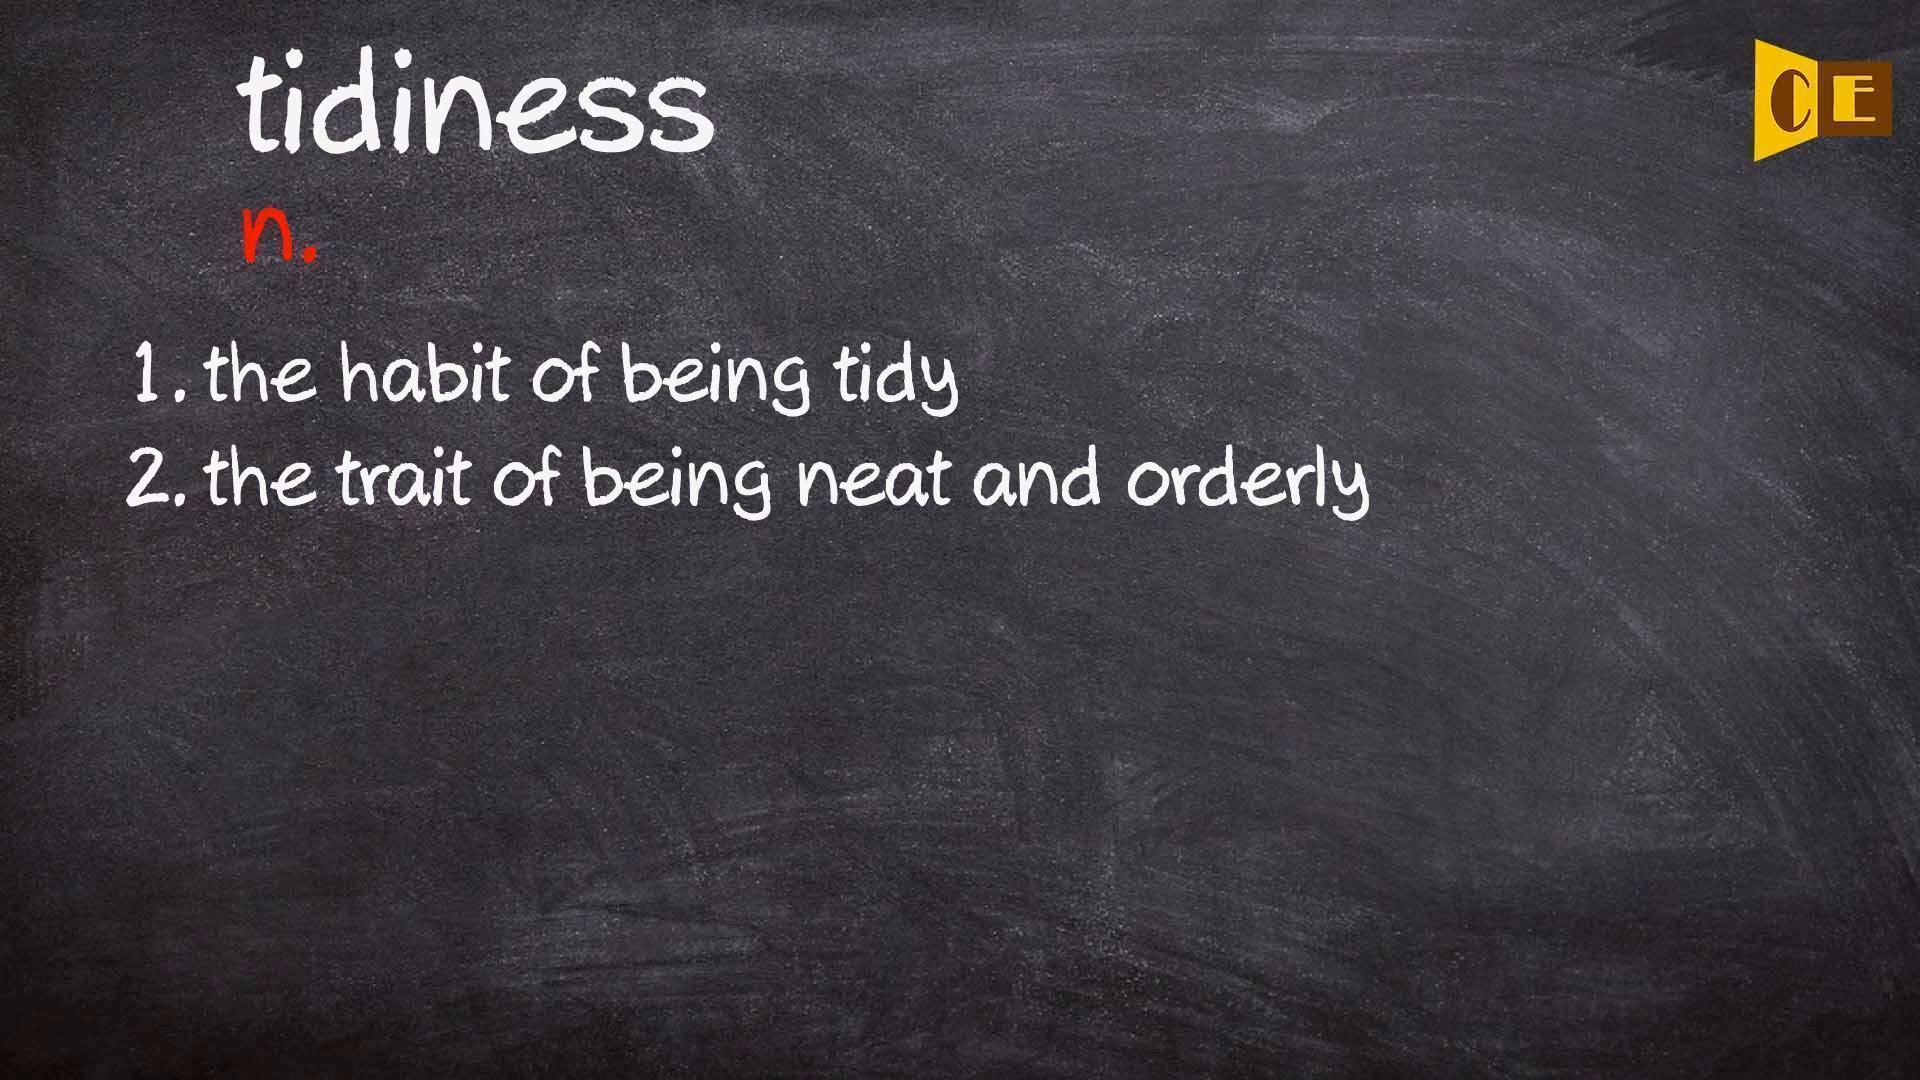 tidiness
CE
n.
1. the habit of being tidy
2. the trait of being neat and orderly